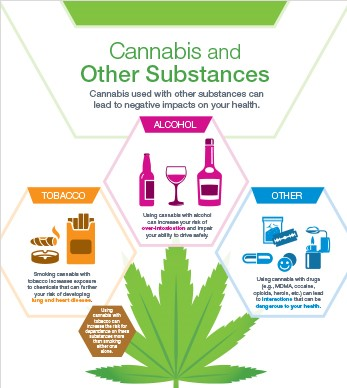 Cannabis and
Other Substances
Cannabis used with other substances can
lead to negative impacts on your health.
ALCOHOL
Using cannabis with alcohol
can increase your risk of
over-intoxication and impair
your ability to drive safely.
TOBACCO
Smoking cannabis with
tobacco increases exposure
to chemicals that can further
your risk of developing
lung and heart disease.
Using
cannabis with
tobacco can
increase the risk for
dependence on these
substances more
than smoking
either one
alone.
OTHER
Using cannabis with drugs
(e.g., MDMA, cocaine,
opioids, heroin, etc.) can lead
to interactions that can be
dangerous to your health.